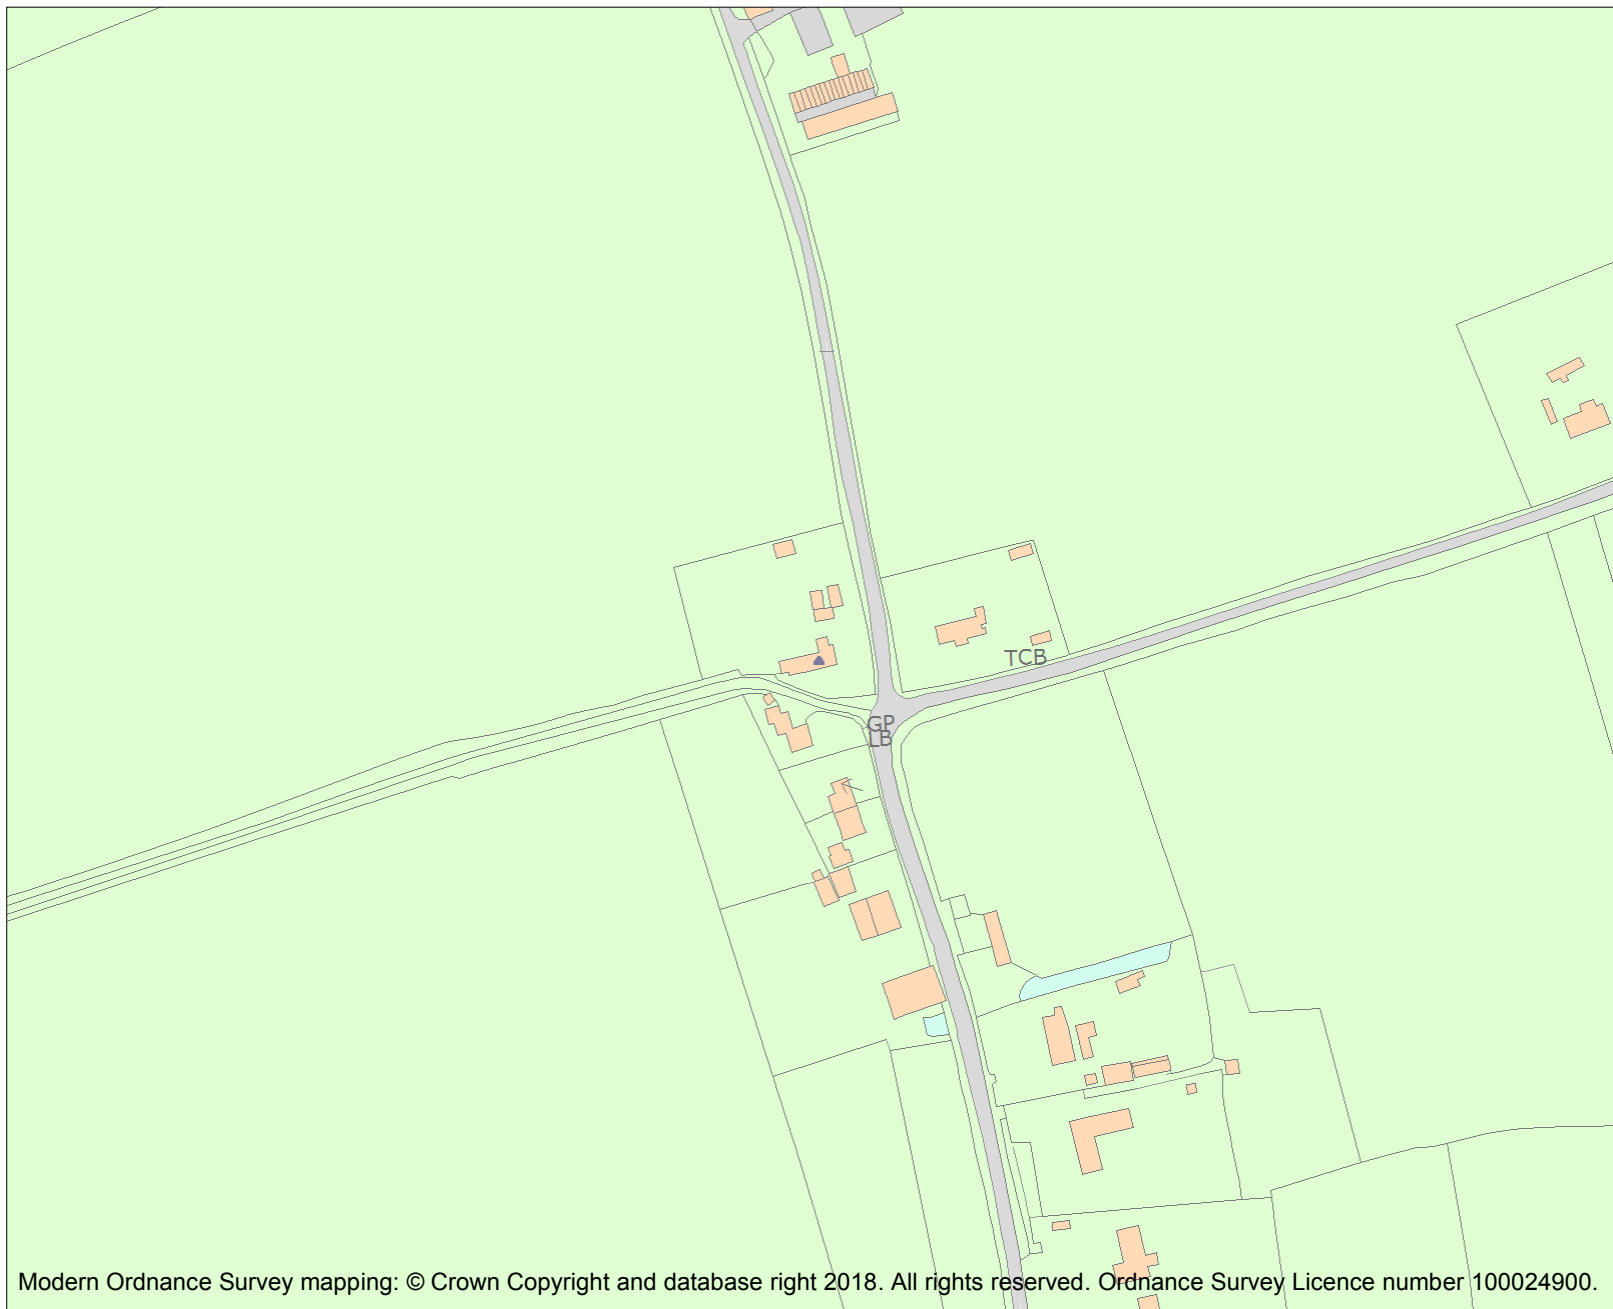 TCB
GP
LB
Modern Ordnance Survey mapping: © Crown Copyright and database right 2018. All rights reserved. Ordnance Survey Licence number 100024900.